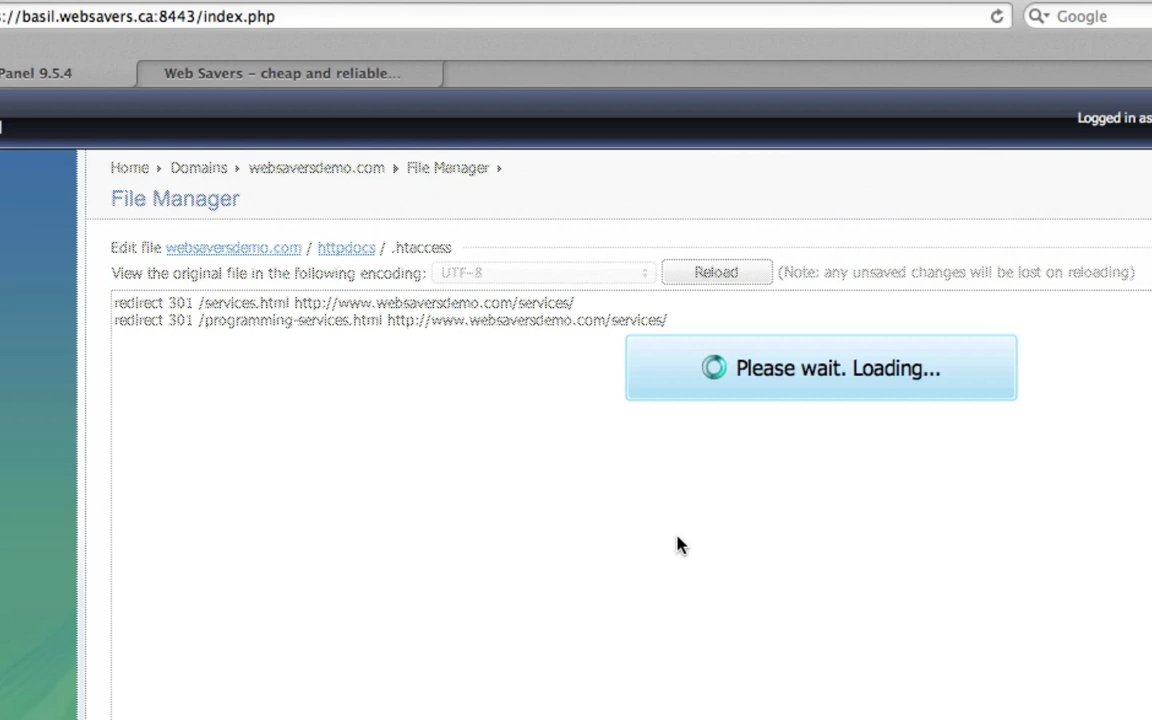 s://basil.websavers.ca:8443/index.php
Google
Panel 9.5.4
Web Savers – cheap and reliable...
Logged in as
Home Domains websaversdemo.com File Manager
File Manager
Edit file websaversdemo.com / httpdocs / .htaccess
View the original file in the following encoding: UTF-8 Reload (Note: any unsaved changes will be lost on reloading)
redirect 301 /services.html http://www.websaversdemo.com/services/
redirect 301 /programming-services.html http://www.websaversdemo.com/services/
Please wait. Loading...